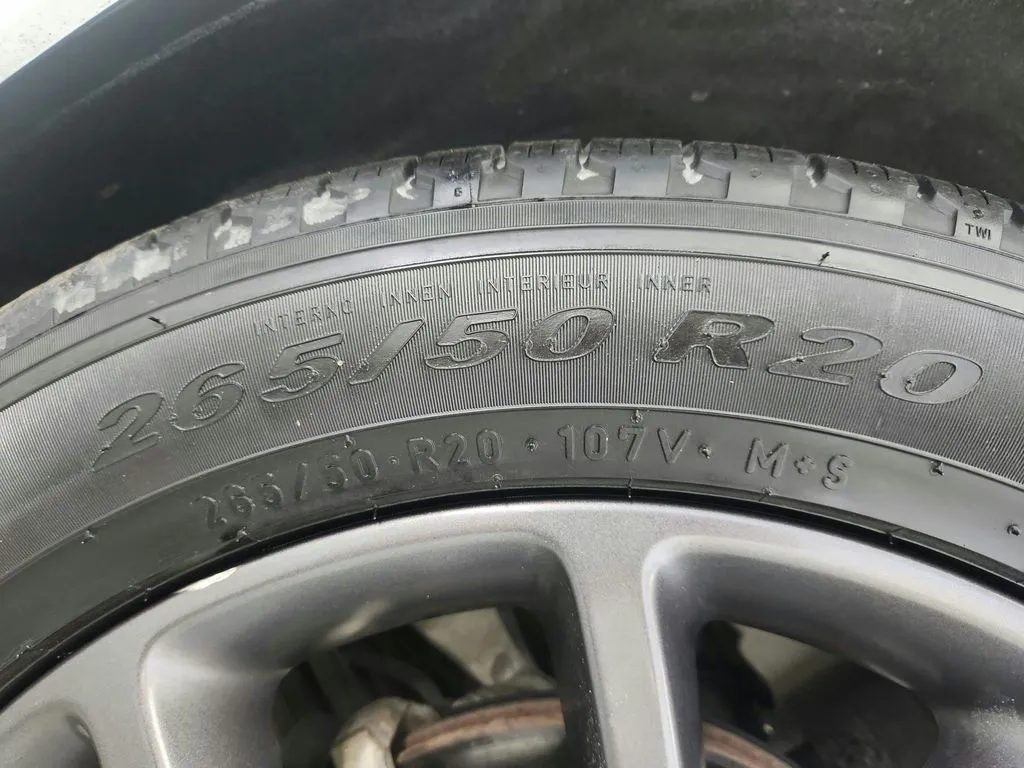 G
TWI
INTERNO INNEN INTERIEUR INNER
265/50 R20
265/50 · R20 · 107V · M+S